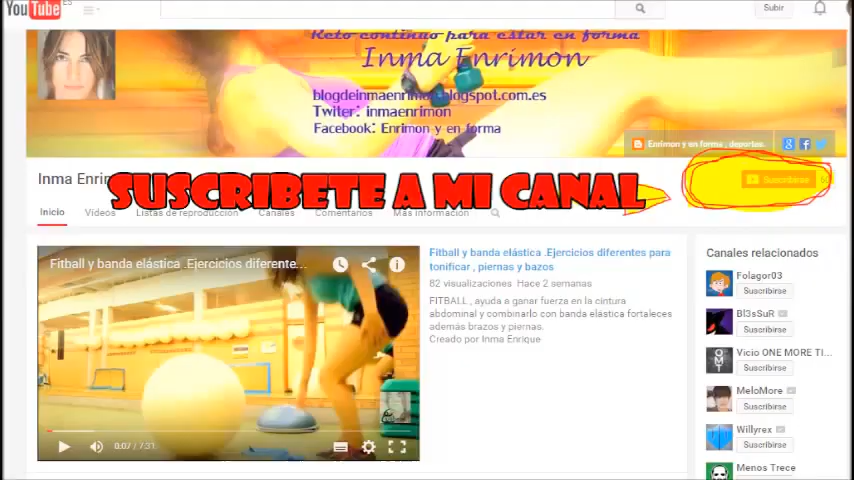 YouTube ES
Subir
Reto continuo para estar en forma
Inma Enrimon
blogdeinmaenrimon.blogspot.com.es
Twiter: inmaenrimon
Facebook: Enrimon y en forma
Enrimon y en forma , deportes.
Inma Enrim
SUSCRIBETE A MI CANAL
Suscribirse
Inicio Vídeos Listas de reproducción Canales Comentarios Más información
Fitball y banda elástica .Ejercicios diferente...
0:07 / 7:31
Fitball y banda elástica .Ejercicios diferentes para
tonificar , piernas y bazos
82 visualizaciones Hace 2 semanas
FITBALL , ayuda a ganar fuerza en la cintura
abdominal y combinarlo con banda elástica fortaleces
además brazos y piernas.
Creado por Inma Enrique
Canales relacionados
Folagor03
Suscribirse
Bl3sSuR
Suscribirse
Vicio ONE MORE TI...
Suscribirse
MeloMore
Suscribirse
Willyrex
Suscribirse
Menos Trece